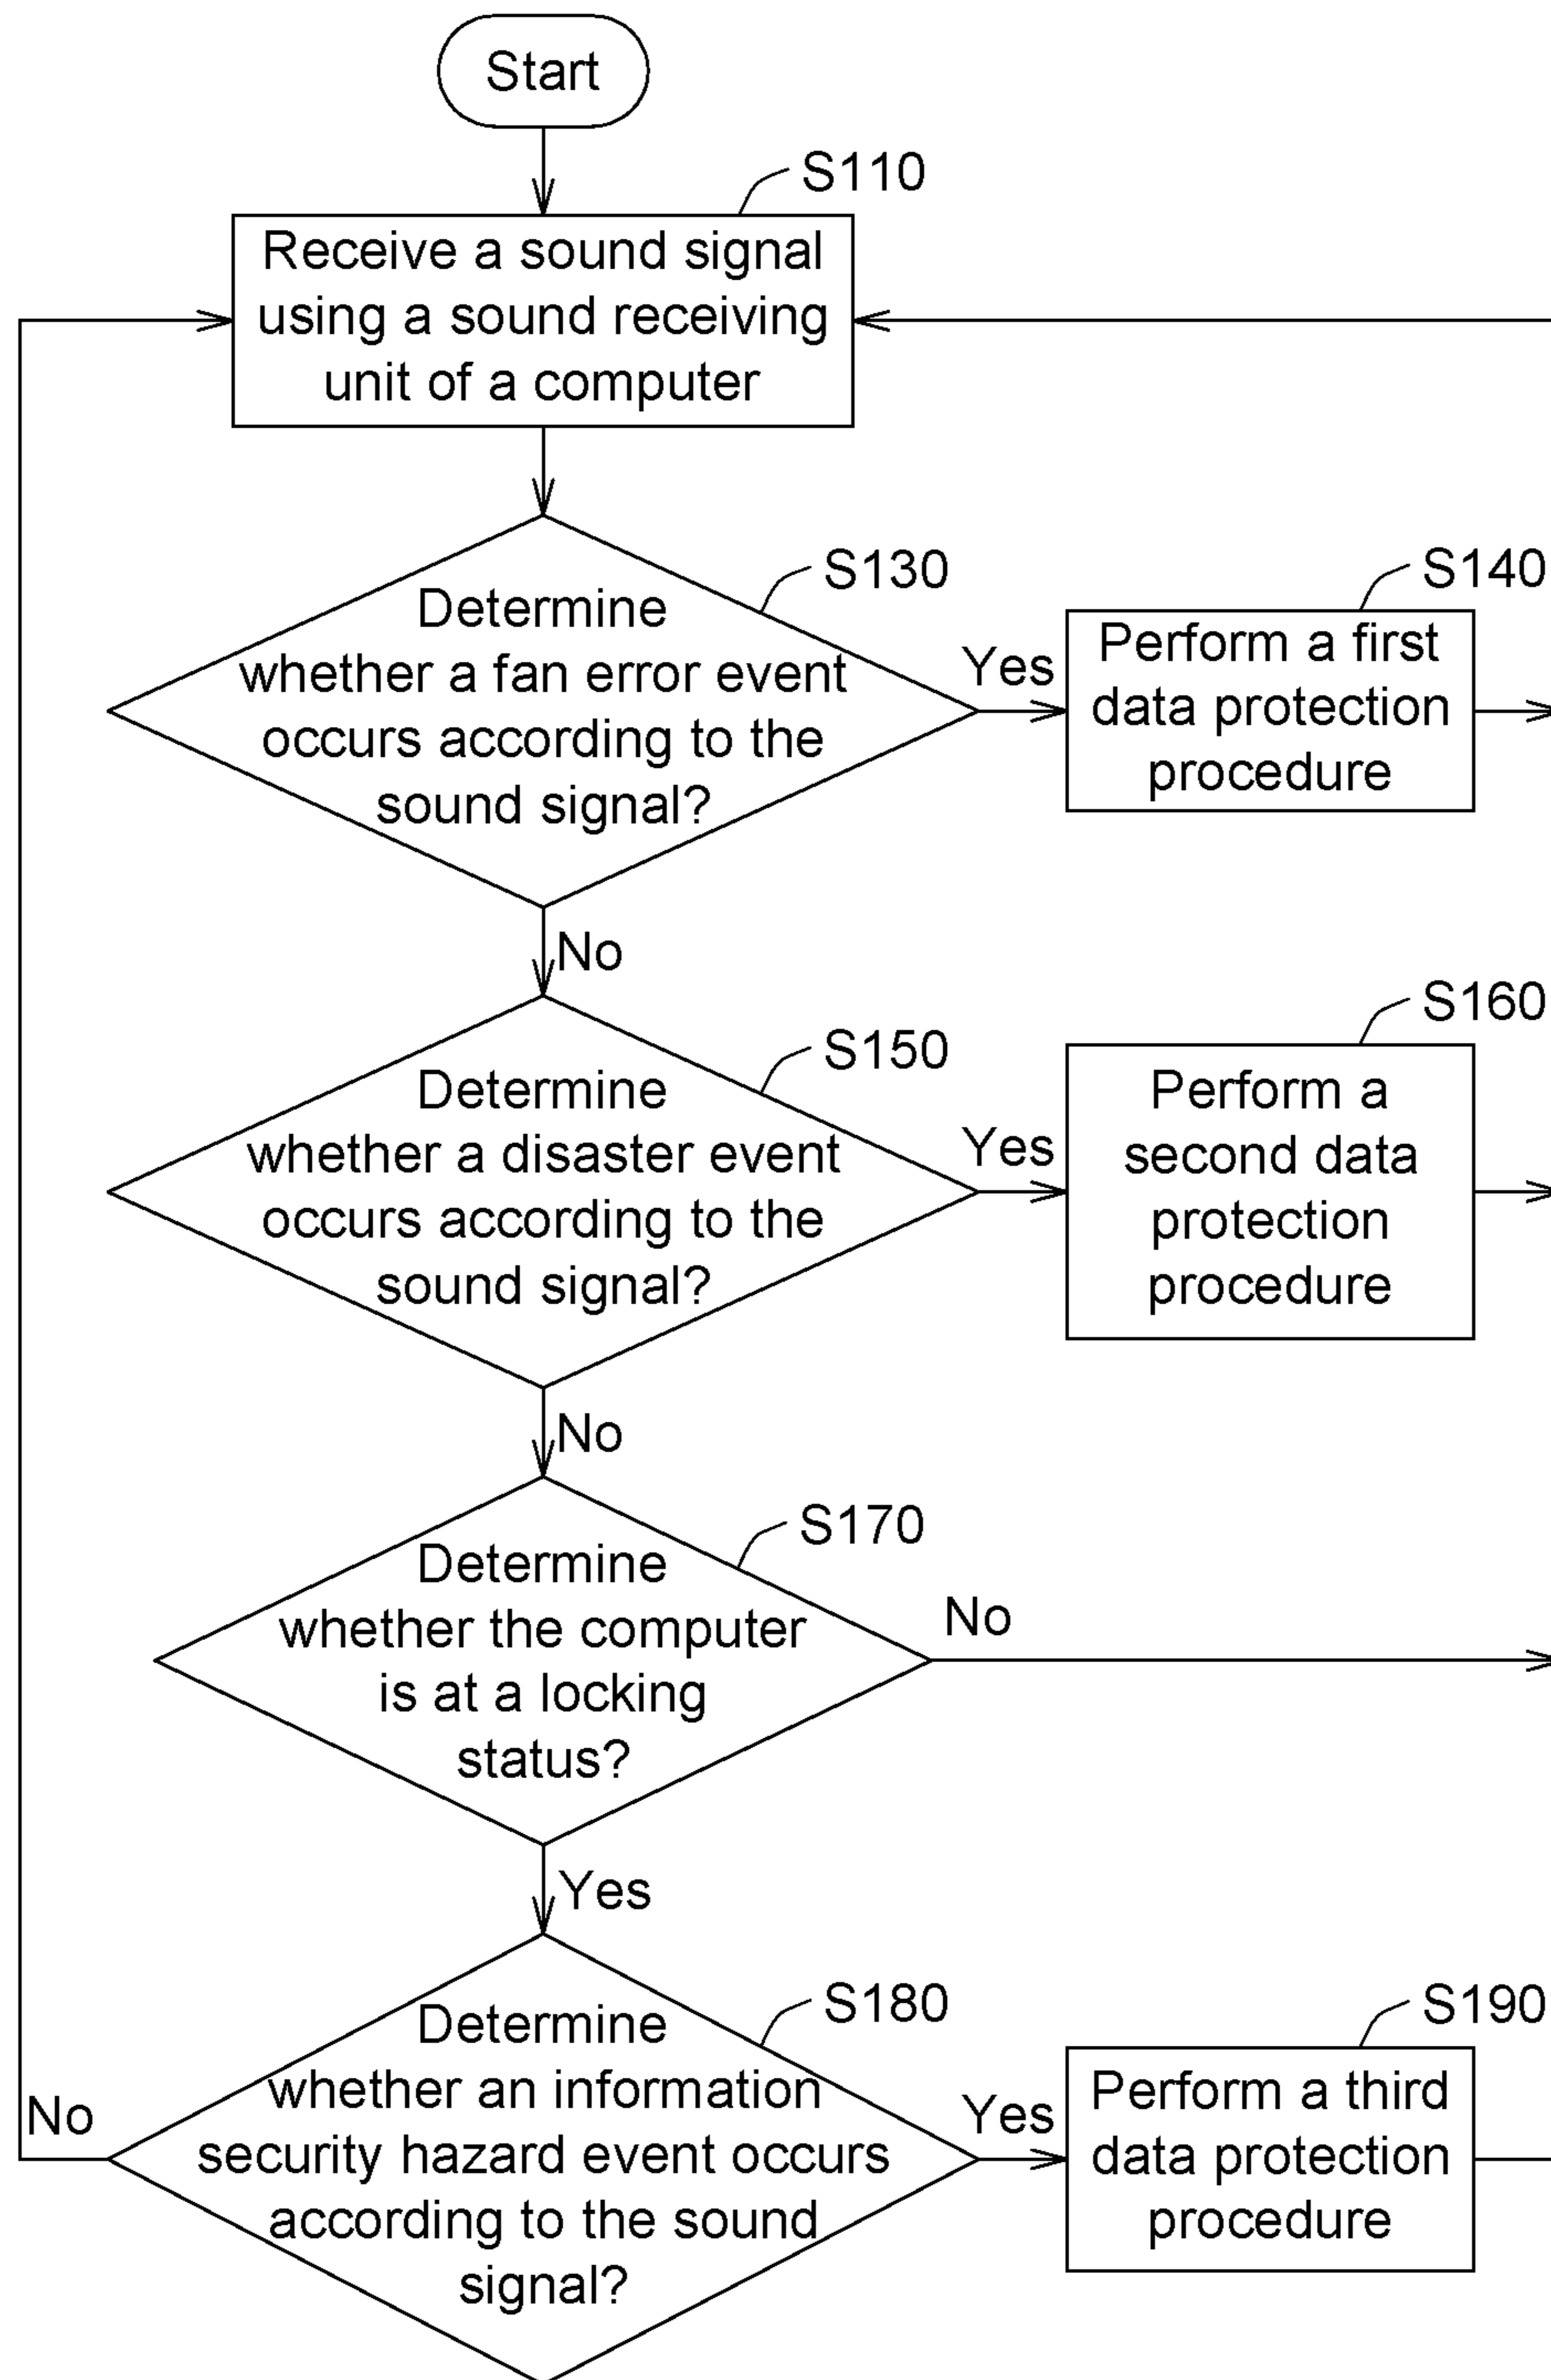 Start
S110
Receive a sound signal
using a sound receiving
unit of a computer
S130
Determine
whether a fan error event
occurs according to the
sound signal?
Yes
S140
Perform a first
data protection
procedure
No
S150
Determine
whether a disaster event
occurs according to the
sound signal?
Yes
S160
Perform a
second data
protection
procedure
No
S170
Determine
whether the computer
is at a locking
status?
No
Yes
S180
Determine
whether an information
security hazard event occurs
according to the sound
signal?
No
Yes
S190
Perform a third
data protection
procedure